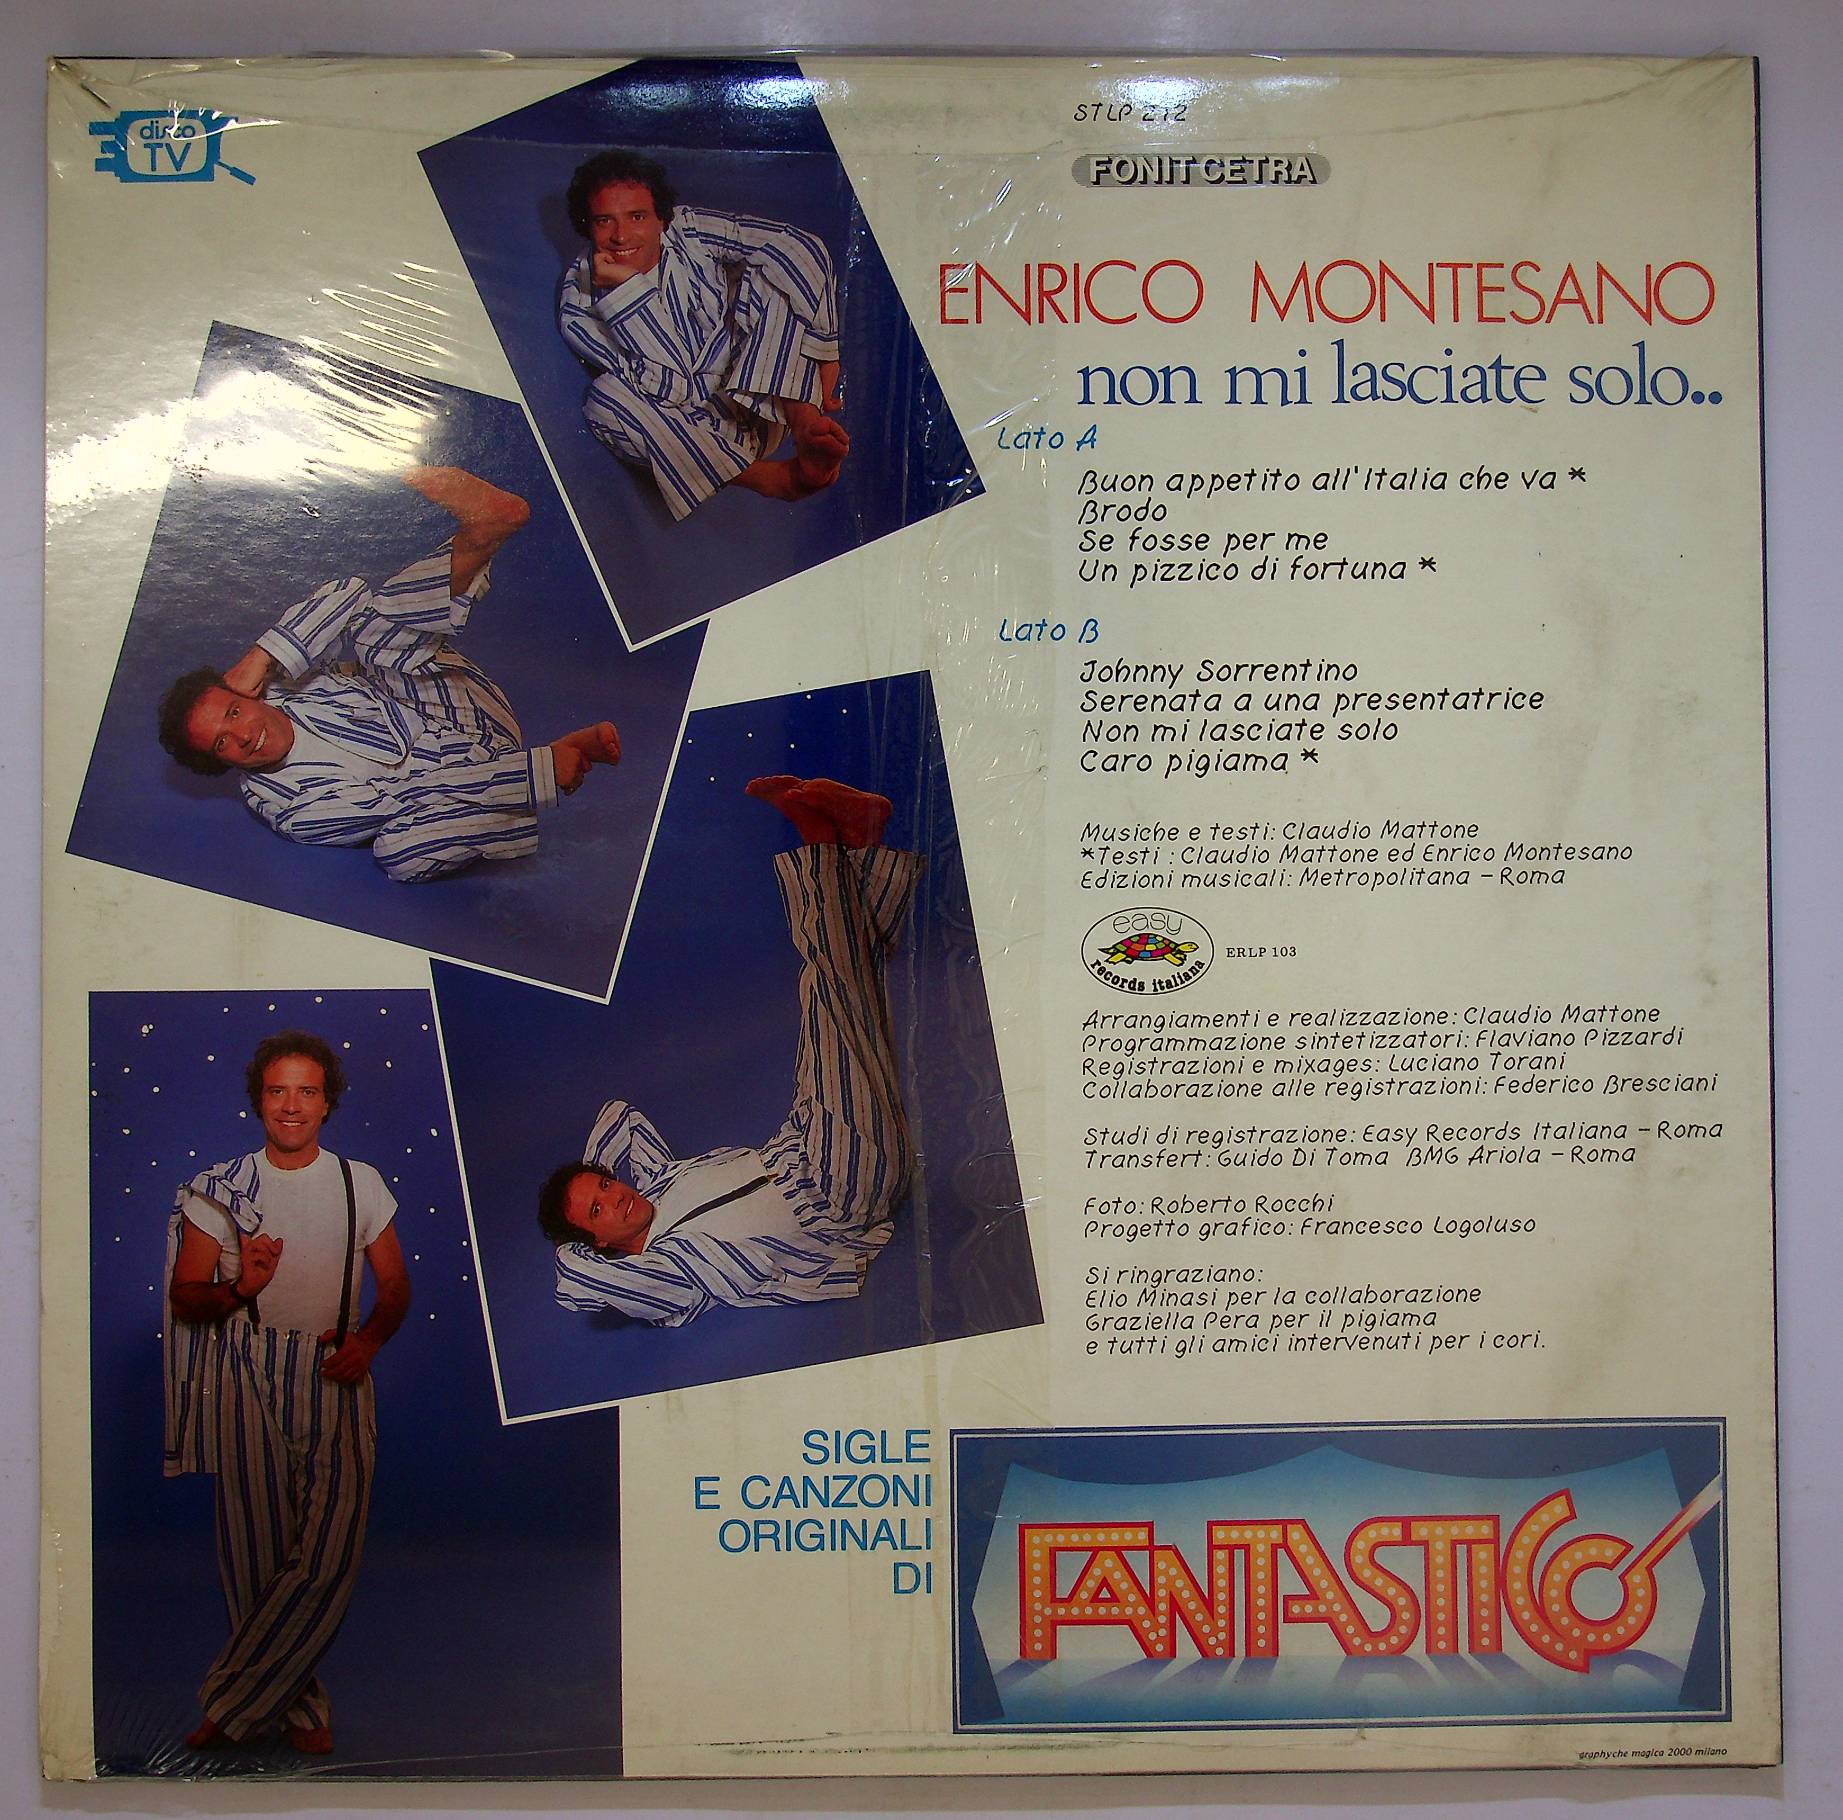 disco
TV
STLP 212
FONIT CETRA
ENRICO MONTESANO
non mi lasciate solo..
Lato A
Buon appetito all'Italia che va *
Brodo
Se fosse per me
Un pizzico di fortuna *
Lato B
Johnny Sorrentino
Serenata a una presentatrice
Non mi lasciate solo
Caro pigiama *
Musiche e testi: Claudio Mattone
*Testi : Claudio Mattone ed Enrico Montesano
Edizioni musicali: Metropolitana - Roma
easy
records italiana
ERLP 103
Arrangiamenti e realizzazione: Claudio Mattone
Programmazione sintetizzatori: Flaviano Pizzardi
Registrazioni e mixages: Luciano Torani
Collaborazione alle registrazioni: Federico Bresciani
Studi di registrazione: Easy Records Italiana - Roma
Transfert: Guido Di Toma BMG Ariola - Roma
Foto: Roberto Rocchi
Progetto grafico: Francesco Logoluso
Si ringraziano:
Elio Minasi per la collaborazione
Graziella Pera per il pigiama
e tutti gli amici intervenuti per i cori.
SIGLE
E CANZONI
ORIGINALI
DI
FANTASTICO
graphyche magica 2000 milano